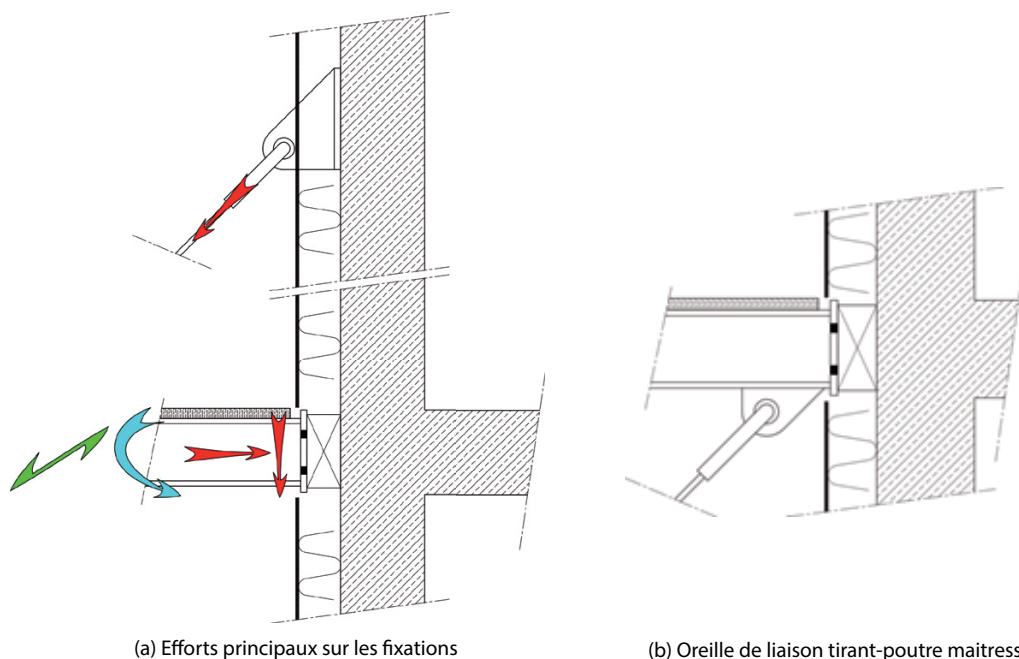 (a) Efforts principaux sur les fixations
(b) Oreille de liaison tirant-poutre maitress